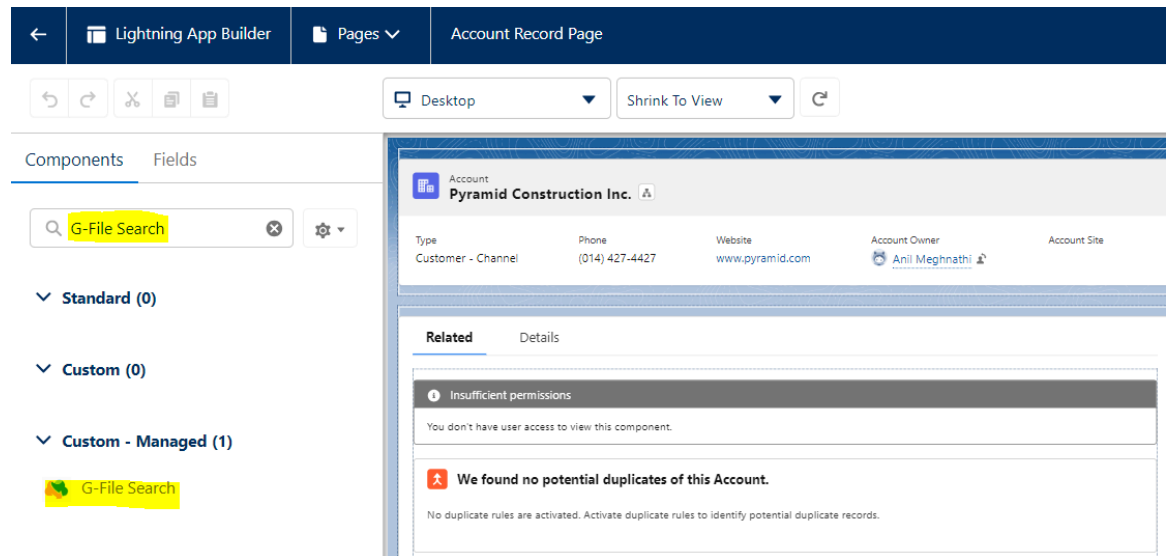 Lightning App Builder Pages Account Record Page
Desktop Shrink To View
Components Fields
G-File Search
Standard (0)
Custom (0)
Custom - Managed (1)
G-File Search
Account
Pyramid Construction Inc.
Type Phone Website Account Owner Account Site
Customer - Channel (014) 427-4427 www.pyramid.com Anil Meghnathi
Related Details
Insufficient permissions
You don't have user access to view this component.
We found no potential duplicates of this Account.
No duplicate rules are activated. Activate duplicate rules to identify potential duplicate records.